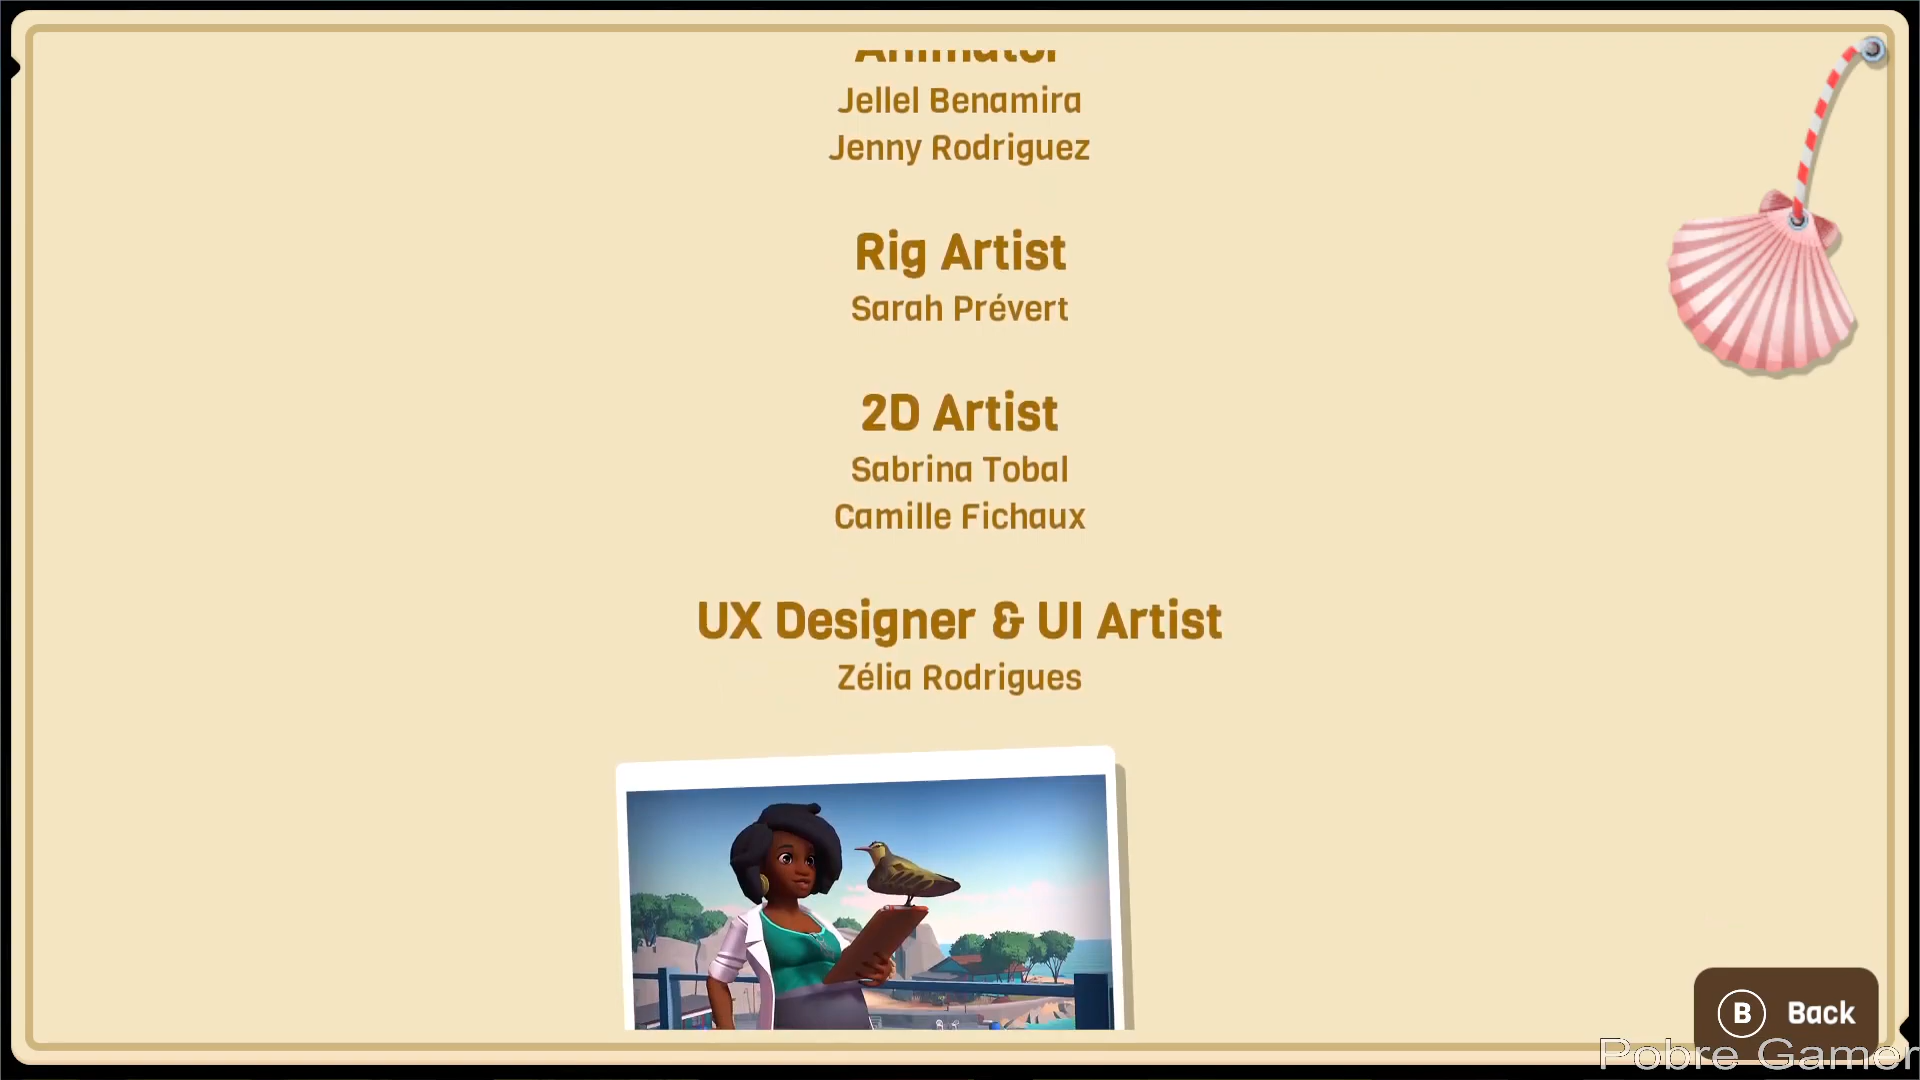 Animator
Jellel Benamira
Jenny Rodriguez
Rig Artist
Sarah Prévert
2D Artist
Sabrina Tobal
Camille Fichaux
UX Designer & UI Artist
Zélia Rodrigues
B Back
Pobre Gamer